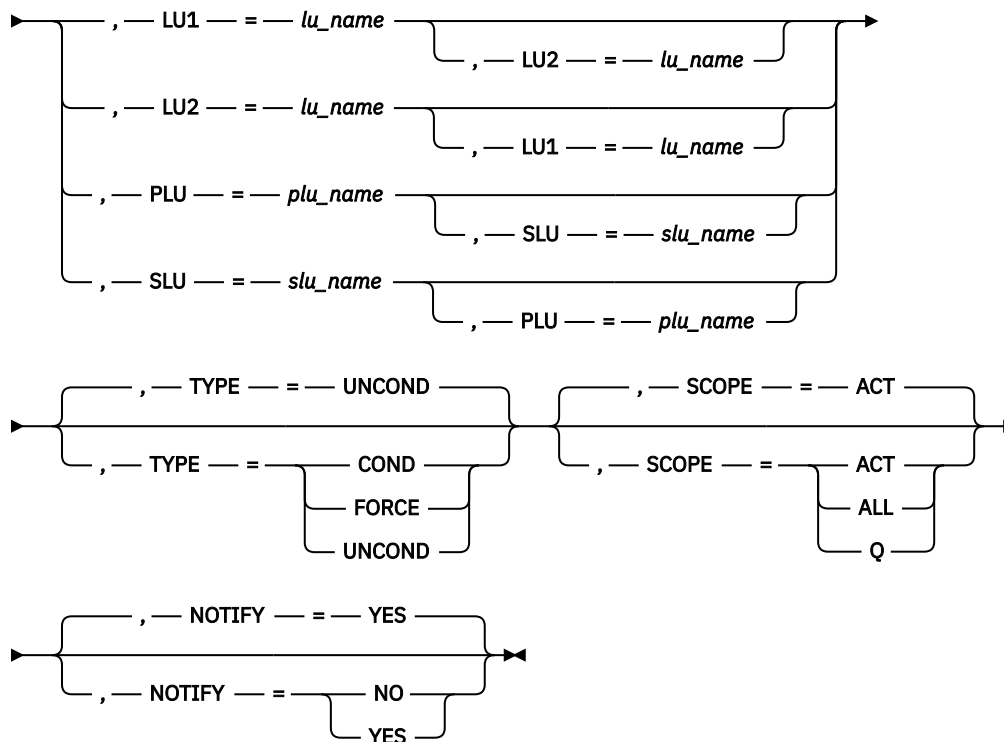 , LU1 = lu_name
, LU2 = lu_name
, LU2 = lu_name
, LU1 = lu_name
, PLU = plu_name
, SLU = slu_name
, SLU = slu_name
, PLU = plu_name
, TYPE = UNCOND
, SCOPE = ACT
, TYPE = COND
FORCE
UNCOND
, SCOPE = ACT
ALL
Q
, NOTIFY = YES
, NOTIFY = NO
YES